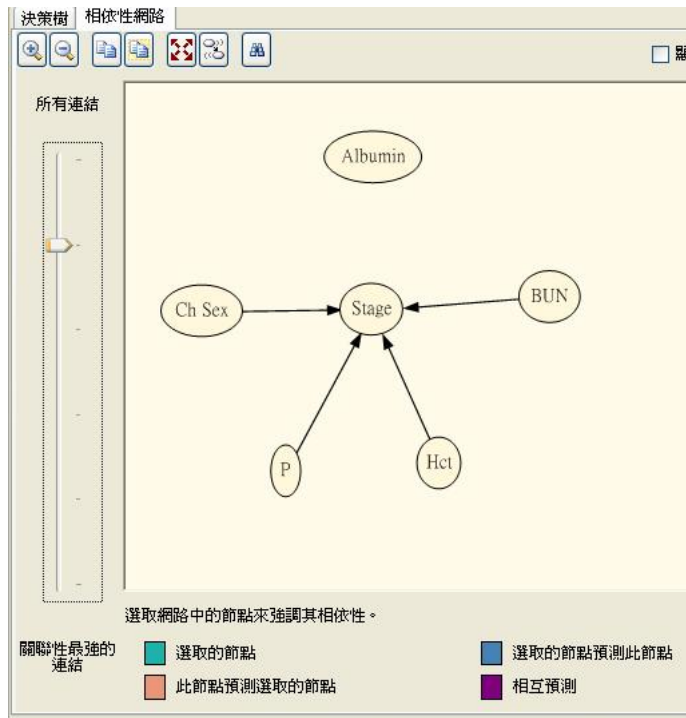 決策樹
相依性網路
所有連結
Albumin
Ch Sex
Stage
BUN
P
Hct
選取網路中的節點來強調其相依性。
關聯性最強的
連結
選取的節點
選取的節點預測此節點
此節點預測選取的節點
相互預測